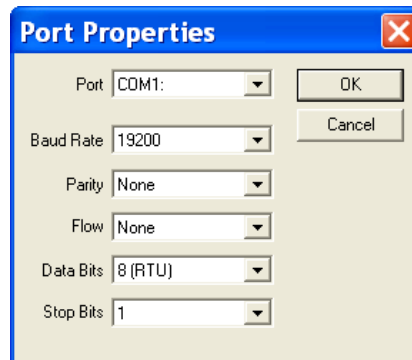 Port Properties
Port COM1: OK
Cancel
Baud Rate 19200
Parity None
Flow None
Data Bits 8 (RTU)
Stop Bits 1